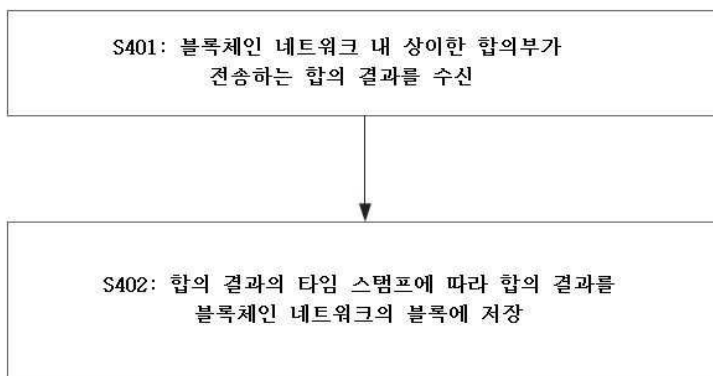 S401: 블록체인 네트워크 내 상이한 합의부가
전송하는 합의 결과를 수신
S402: 합의 결과의 타임 스탬프에 따라 합의 결과를
블록체인 네트워크의 블록에 저장